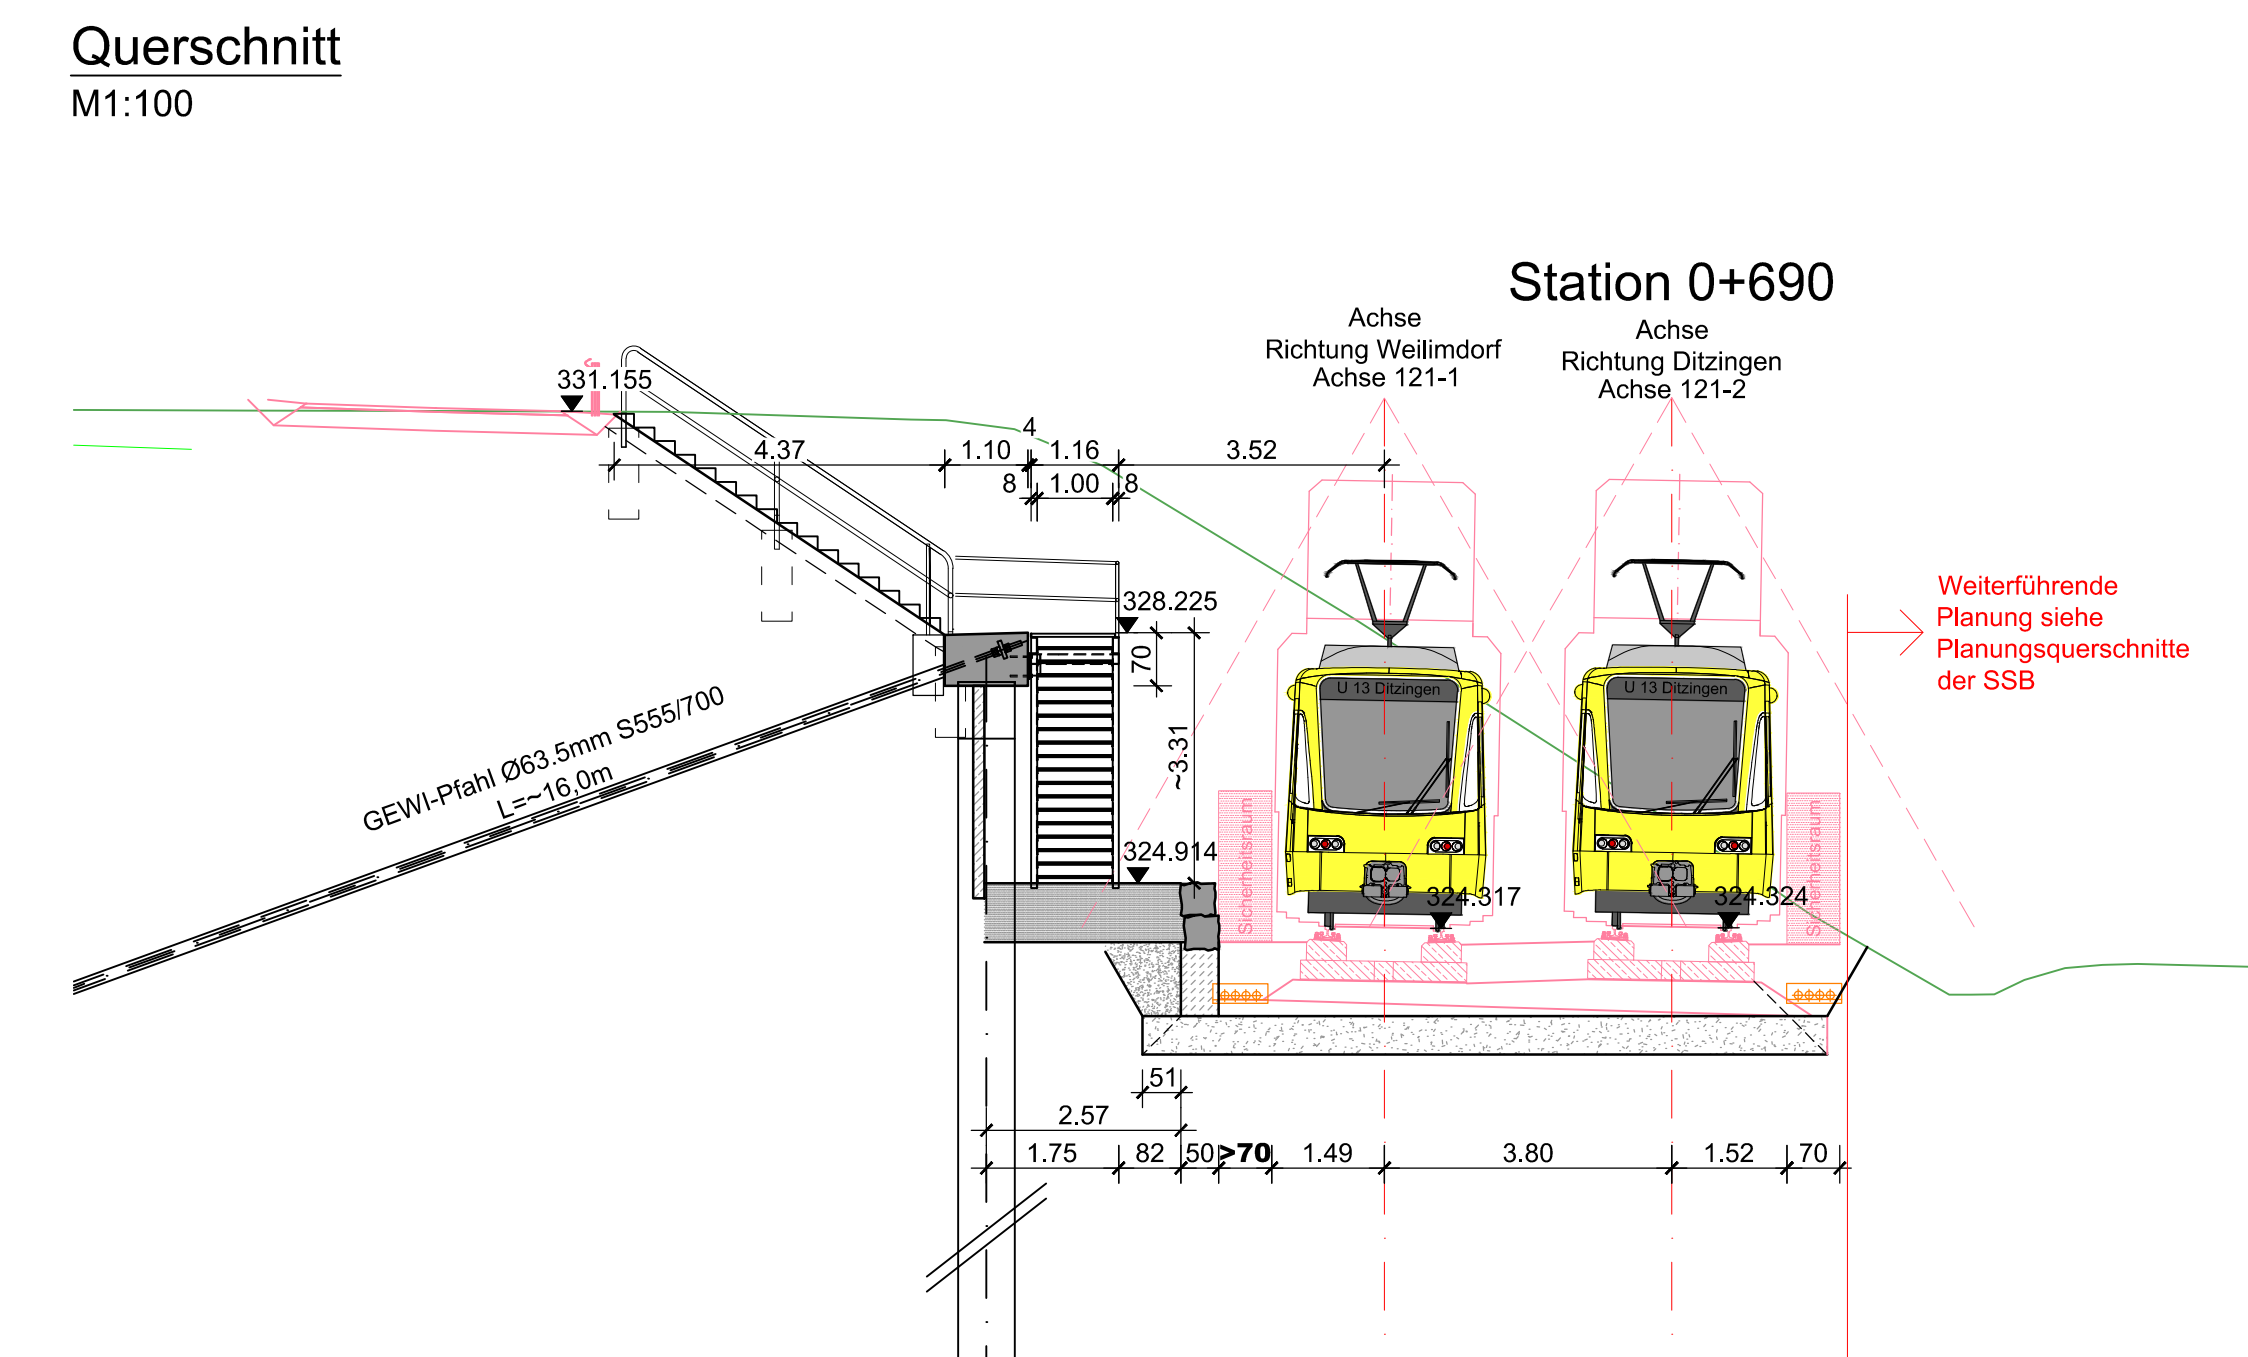 Querschnitt
M1:100
Station 0+690
Achse
Richtung Weilimdorf
Achse 121-1
Achse
Richtung Ditzingen
Achse 121-2
331.155
4
4.37
1.10
1.16
3.52
8
1.00
8
328.225
70
~3.31
Weiterführende
Planung siehe
Planungsquerschnitte
der SSB
U 13 Ditzingen
U 13 Ditzingen
GEWI-Pfahl Ø63.5mm S555/700
L=~16,0m
324.914
Sicherheitsraum
324.317
324.324
Sicherheitsraum
51
2.57
1.75
82
50
>70
1.49
3.80
1.52
70